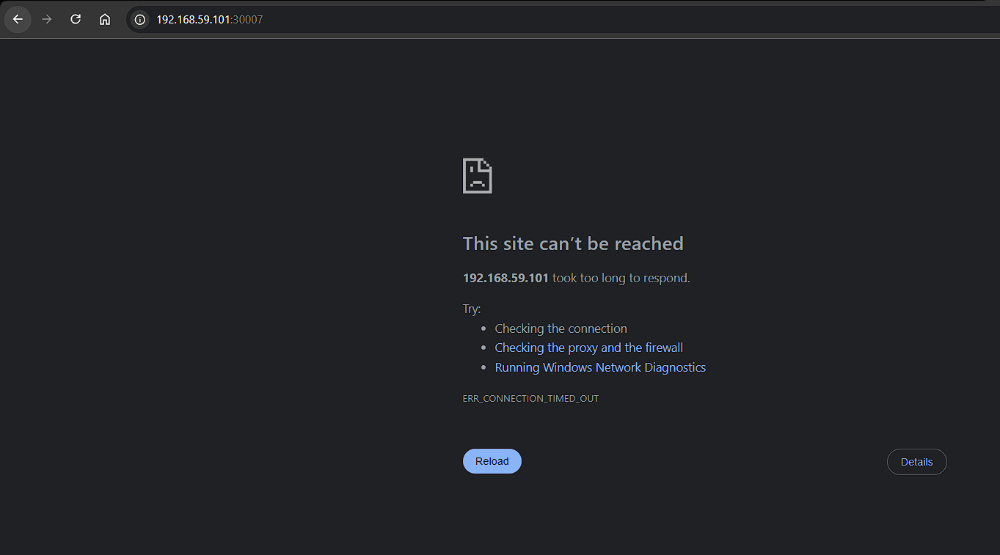 192.168.59.101:30007
This site can’t be reached
192.168.59.101 took too long to respond.
Try:
Checking the connection
Checking the proxy and the firewall
Running Windows Network Diagnostics
ERR_CONNECTION_TIMED_OUT
Reload
Details